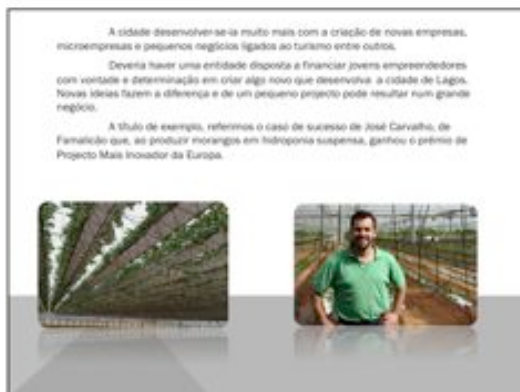 A cidade desenvolver-se-ia muito mais com a criação de novas empresas,
microempresas e pequenos negócios ligados ao turismo entre outros.
Deveria haver uma entidade disposta a financiar jovens empreendedores
com vontade e determinação em criar algo novo que desenvolva a cidade de Lagos.
Novas ideias fazem a diferença e de um pequeno projecto pode resultar num grande
negócio.
A título de exemplo, referimos o caso de sucesso de José Carvalho, de
Famalicão que, ao produzir morangos em hidroponia suspensa, ganhou o prémio de
Projecto Mais Inovador da Europa.